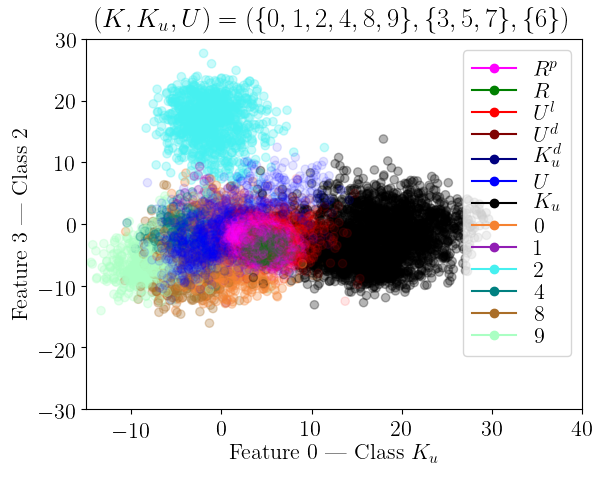 (K, K_u, U) = ({0, 1, 2, 4, 8, 9}, {3, 5, 7}, {6})
30
20
10
0
−10
−20
−30
Feature 3 — Class 2
R^p
R
U^l
U^d
K_u^d
U
K_u
0
1
2
4
8
9
−10
0
10
20
30
40
Feature 0 — Class K_u